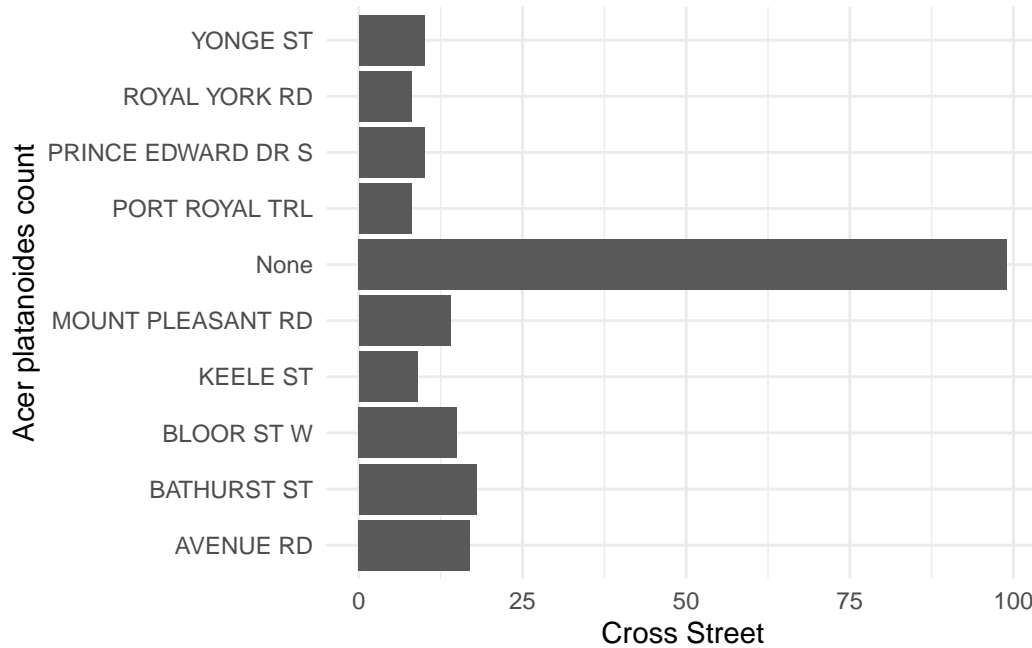 YONGE ST
ROYAL YORK RD
PRINCE EDWARD DR S
PORT ROYAL TRL
None
MOUNT PLEASANT RD
KEELE ST
BLOOR ST W
BATHURST ST
AVENUE RD
Acer platanoides count
0 25 50 75 100
Cross Street